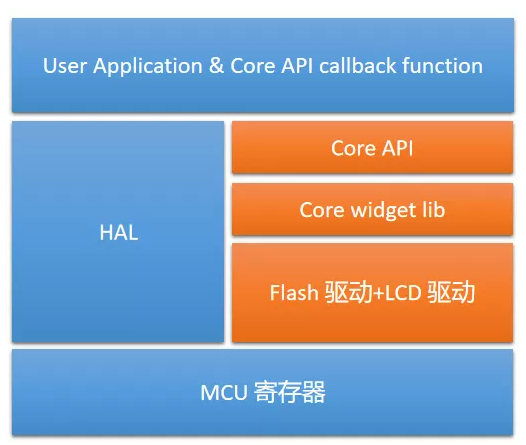 User Application & Core API callback function
Core API
Core widget lib
HAL
Flash 驱动+LCD 驱动
MCU 寄存器